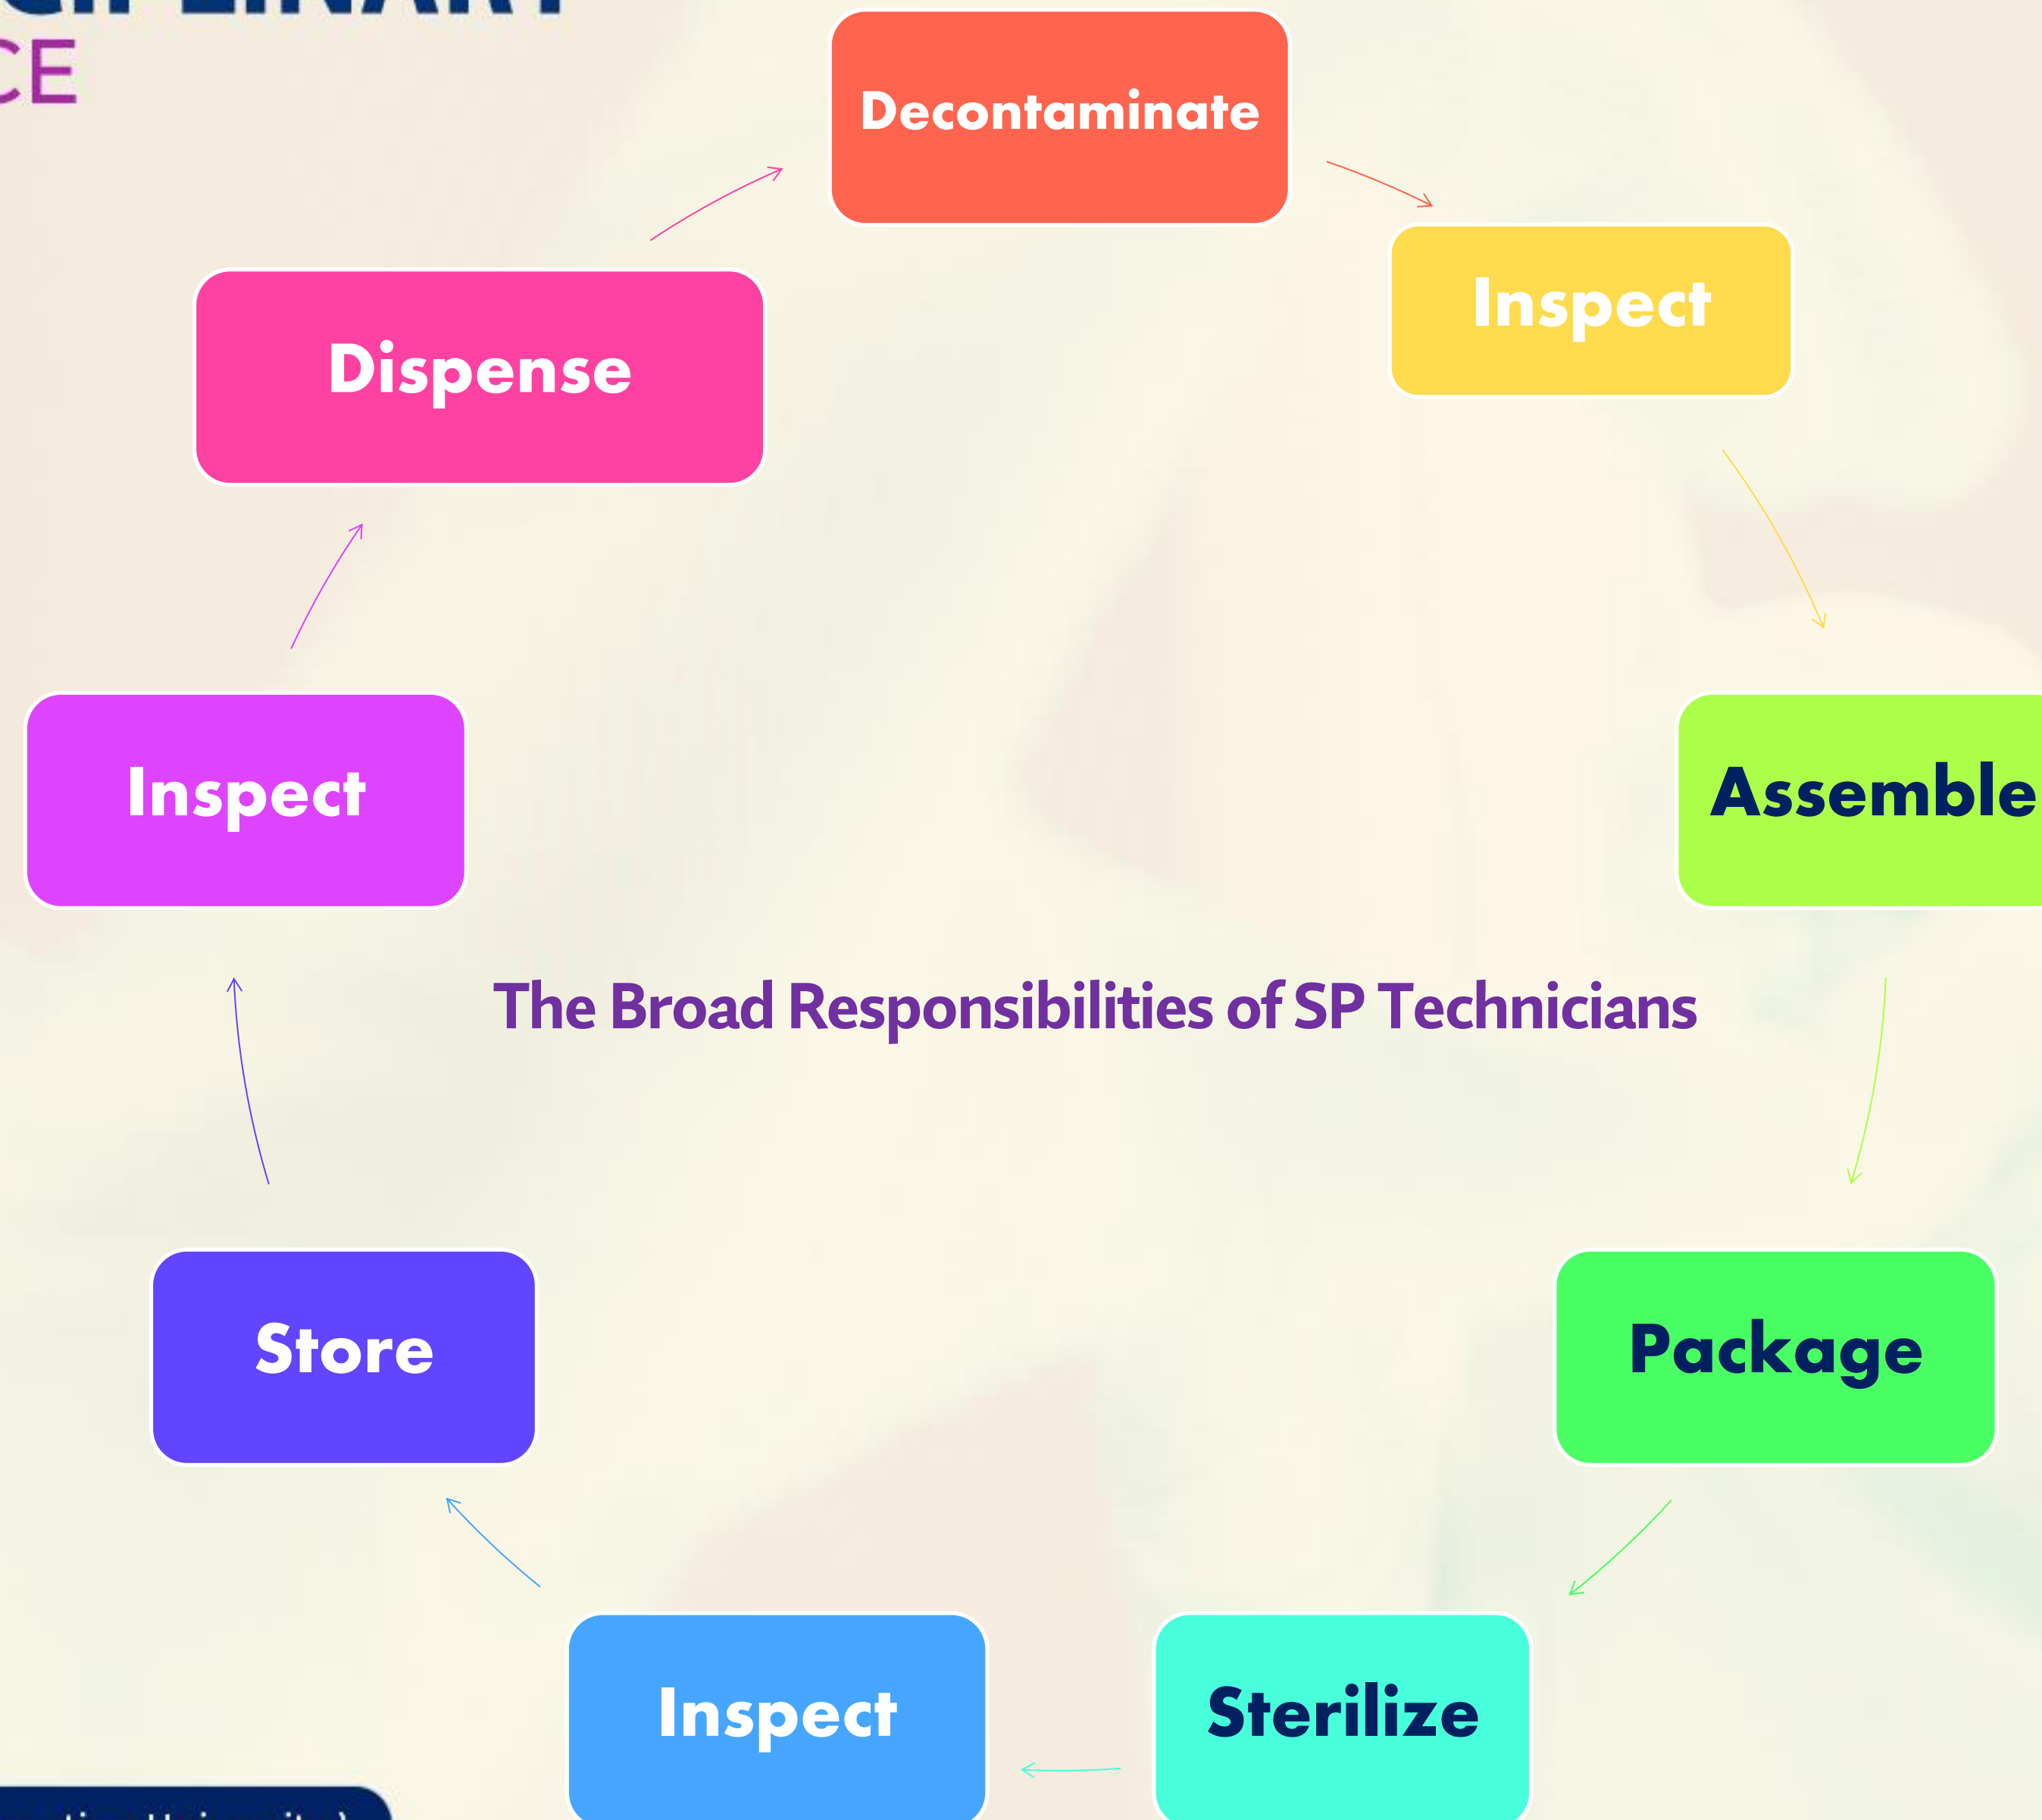 CE
Decontaminate
Inspect
Assemble
Package
Sterilize
Inspect
Store
Inspect
Dispense
The Broad Responsibilities of SP Technicians